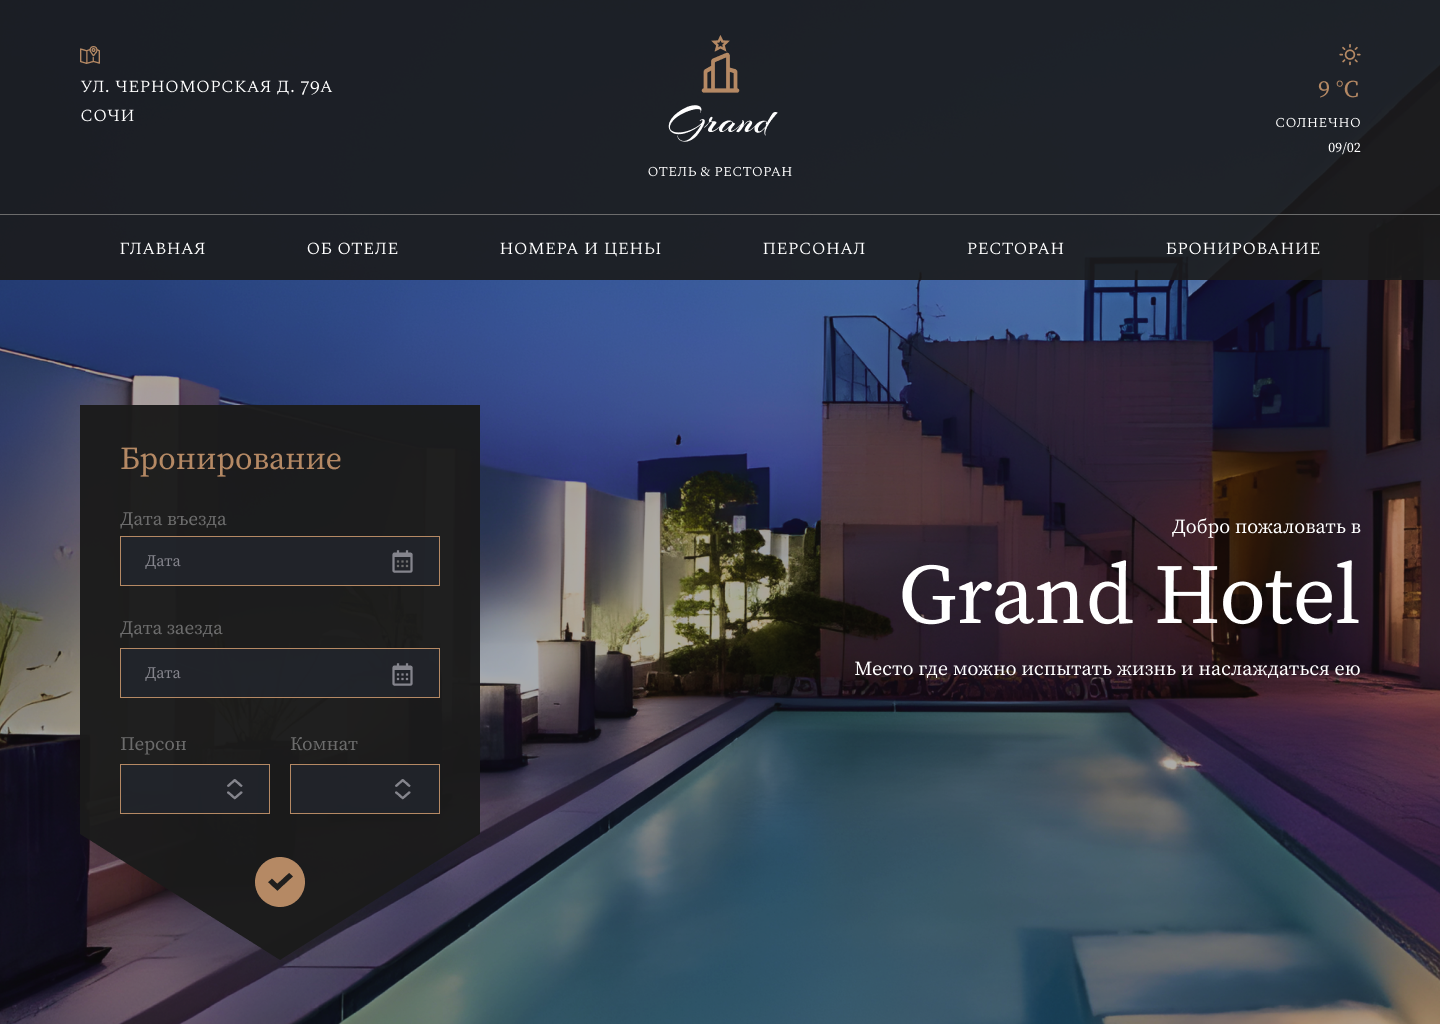 УЛ. ЧЕРНОМОРСКАЯ Д. 79А
СОЧИ
Grand
ОТЕЛЬ & РЕСТОРАН
9 °C
СОЛНЕЧНО
09/02
ГЛАВНАЯ ОБ ОТЕЛЕ НОМЕРА И ЦЕНЫ ПЕРСОНАЛ РЕСТОРАН БРОНИРОВАНИЕ
Бронирование
Дата въезда
Дата
Дата заезда
Дата
Персон Комнат
Добро пожаловать в
Grand Hotel
Место где можно испытать жизнь и наслаждаться ею